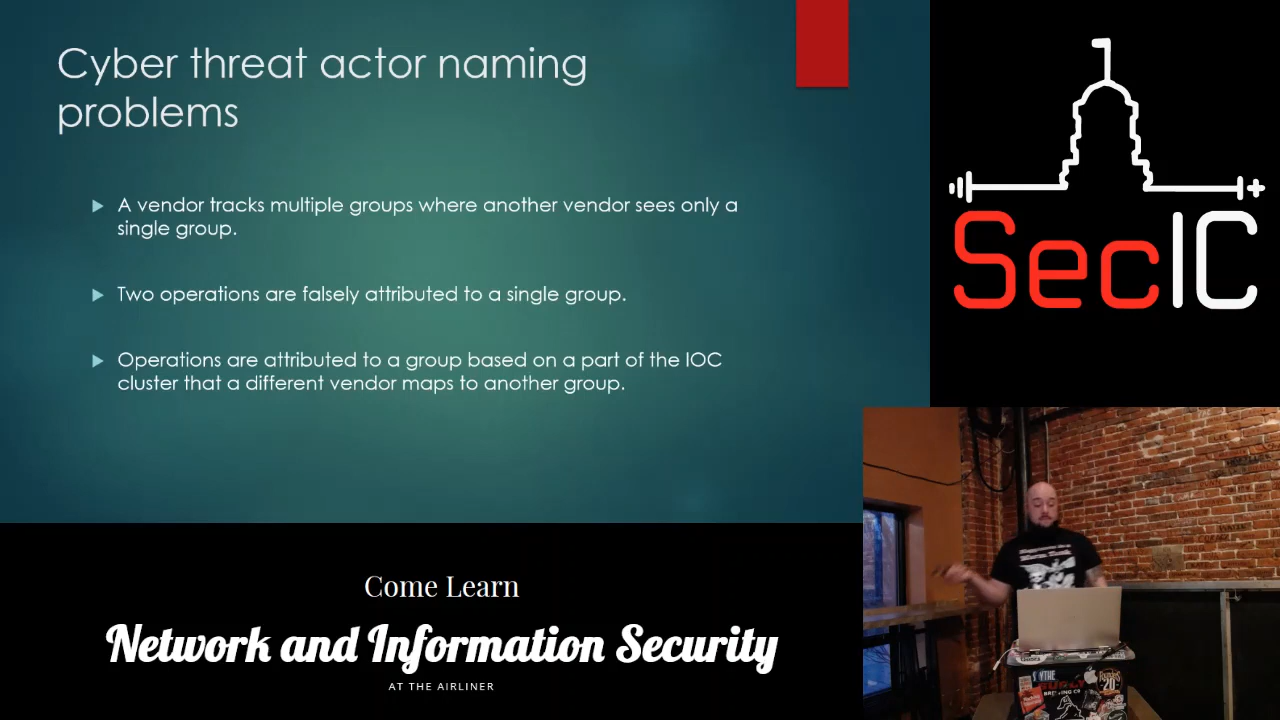 Cyber threat actor naming
problems
A vendor tracks multiple groups where another vendor sees only a
single group.
Two operations are falsely attributed to a single group.
Operations are attributed to a group based on a part of the IOC
cluster that a different vendor maps to another group.
SecIC
Come Learn
Network and Information Security
AT THE AIRLINER